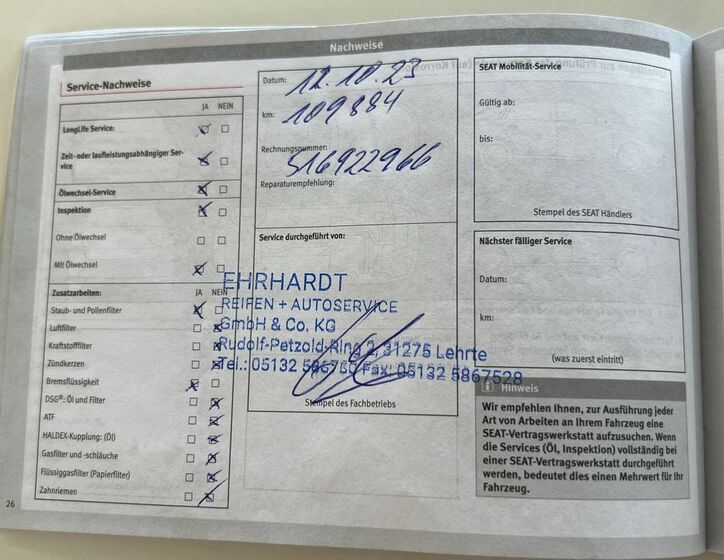 Nachweise
Service-Nachweise
JA NEIN
LongLife Service:
Zeit- oder laufleistungsabhängiger Ser-
vice
Ölwechsel-Service
Inspektion
Ohne Ölwechsel
Mit Ölwechsel
Zusatzarbeiten: JA NEIN
Staub- und Pollenfilter
Luftfilter
Kraftstofffilter
Zündkerzen
Bremsflüssigkeit
DSG®: Öl und Filter
ATF
HALDEX-Kupplung: (Öl)
Gasfilter und -schläuche
Flüssiggasfilter (Papierfilter)
Zahnriemen
26
Datum: 12.10.23
km: 109884
Rechnungsnummer:
516922966
Reparaturempfehlung:
Service durchgeführt von:
EHRHARDT
REIFEN + AUTOSERVICE
GmbH & Co. KG
Rudolf-Petzold-Ring 2, 31275 Lehrte
Tel.: 05132 586750 Fax: 05132 5867528
Stempel des Fachbetriebs
SEAT Mobilität-Service
Gültig ab:
bis:
Stempel des SEAT Händlers
Nächster fälliger Service
Datum:
km:
(was zuerst eintritt)
Hinweis
Wir empfehlen Ihnen, zur Ausführung jeder
Art von Arbeiten an Ihrem Fahrzeug eine
SEAT-Vertragswerkstatt aufzusuchen. Wenn
die Services (Öl, Inspektion) vollständig bei
einer SEAT-Vertragswerkstatt durchgeführt
werden, bedeutet dies einen Mehrwert für Ihr
Fahrzeug.